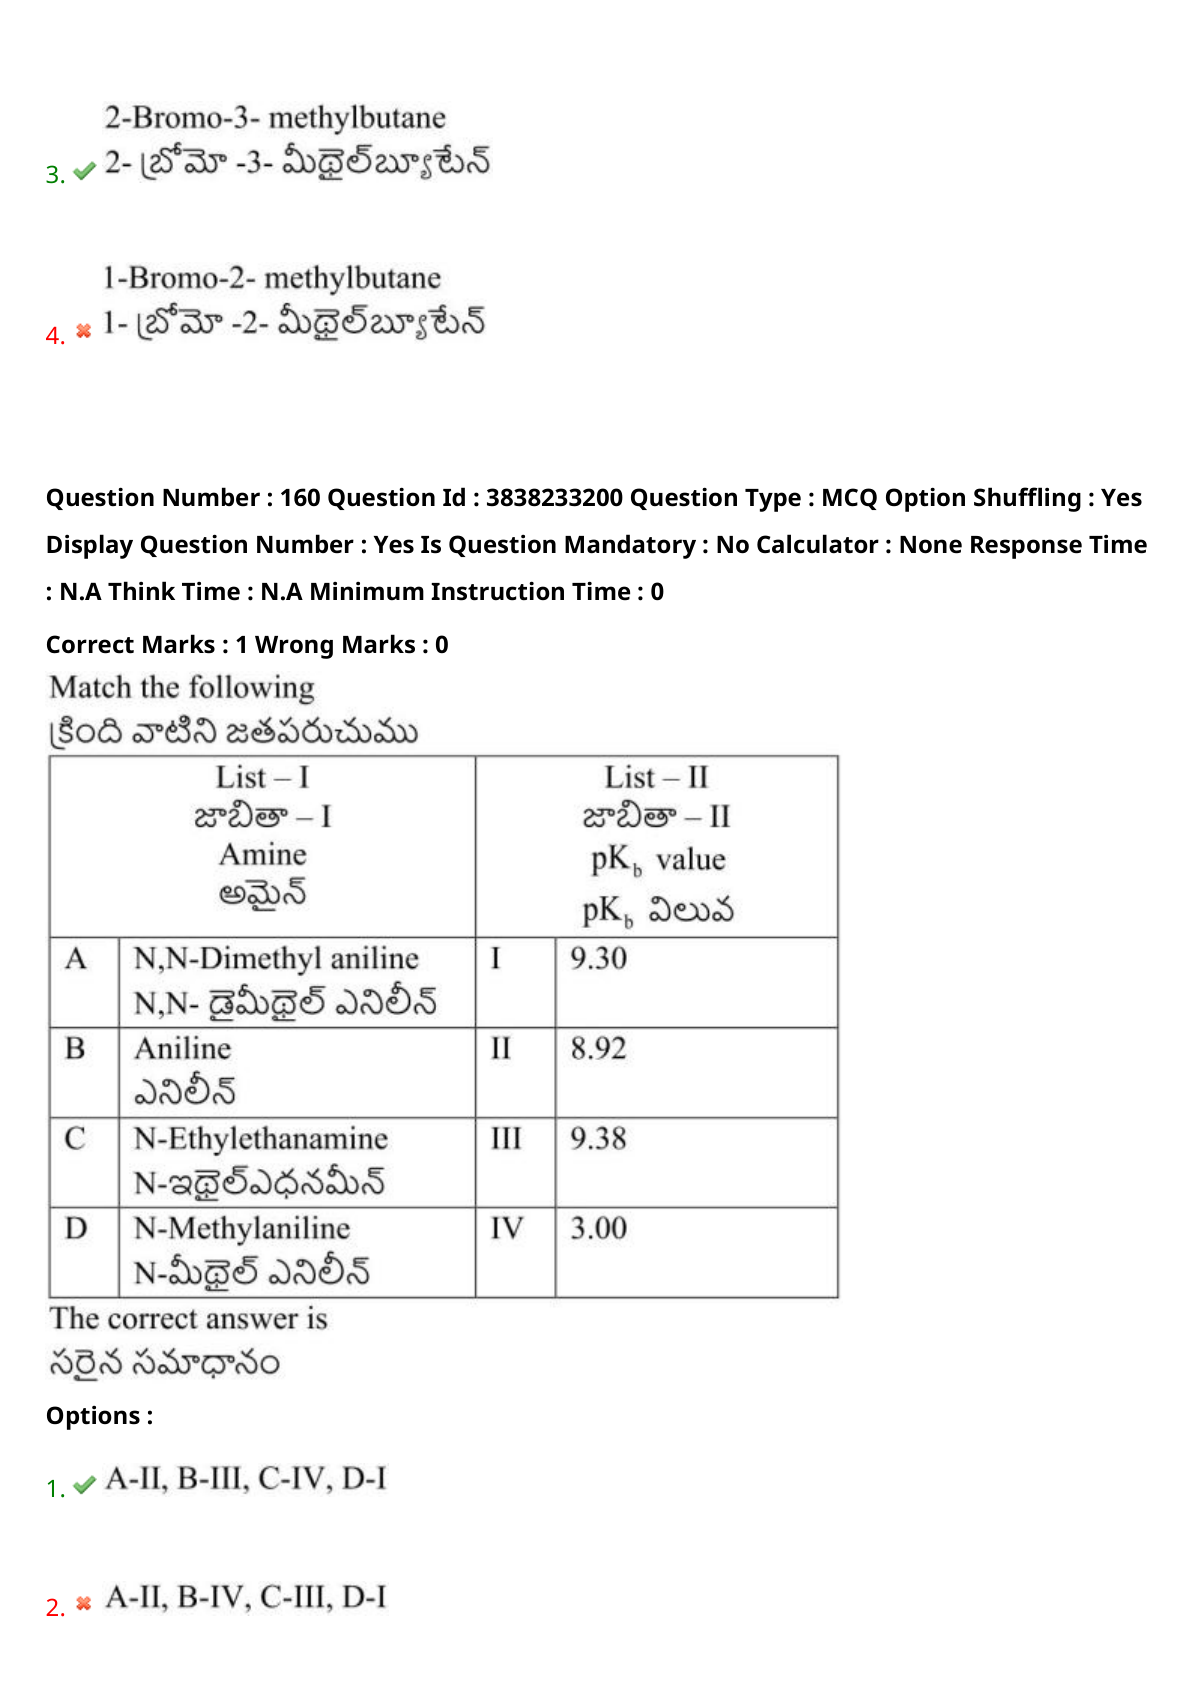 2-Bromo-3- methylbutane
3. 2- బ్రోమో -3- మీథైల్‌బ్యూటేన్
1-Bromo-2- methylbutane
4. 1- బ్రోమో -2- మీథైల్‌బ్యూటేన్
Question Number : 160 Question Id : 3838233200 Question Type : MCQ Option Shuffling : Yes
Display Question Number : Yes Is Question Mandatory : No Calculator : None Response Time
: N.A Think Time : N.A Minimum Instruction Time : 0
Correct Marks : 1 Wrong Marks : 0
Match the following
క్రింది వాటిని జతపరుచుము
List – I List – II
జాబితా – I జాబితా – II
Amine pKb value
అమైన్ pKb విలువ
A N,N-Dimethyl aniline I 9.30
N,N- డైమీథైల్ ఎనిలీన్
B Aniline II 8.92
ఎనిలీన్
C N-Ethylethanamine III 9.38
N-ఇథైల్‌ఎధనమీన్
D N-Methylaniline IV 3.00
N-మీథైల్ ఎనిలీన్
The correct answer is
సరైన సమాధానం
Options :
1. A-II, B-III, C-IV, D-I
2. A-II, B-IV, C-III, D-I